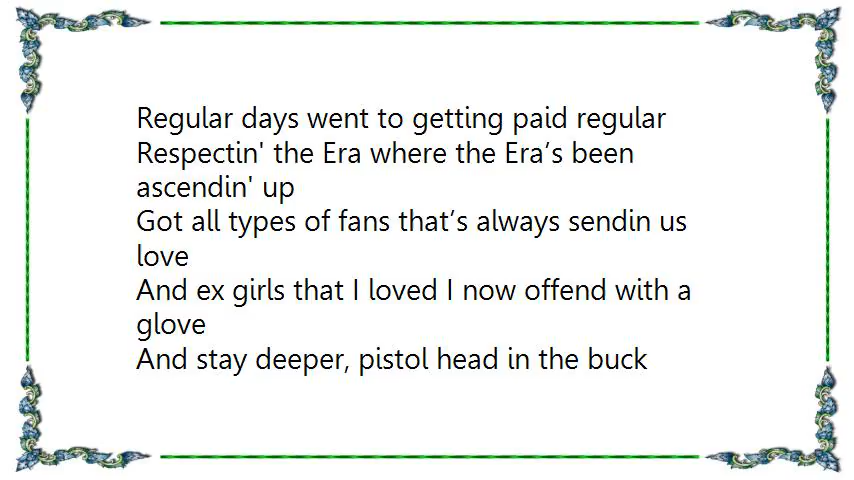 Regular days went to getting paid regular
Respectin' the Era where the Era’s been
ascendin' up
Got all types of fans that’s always sendin us
love
And ex girls that I loved I now offend with a
glove
And stay deeper, pistol head in the buck